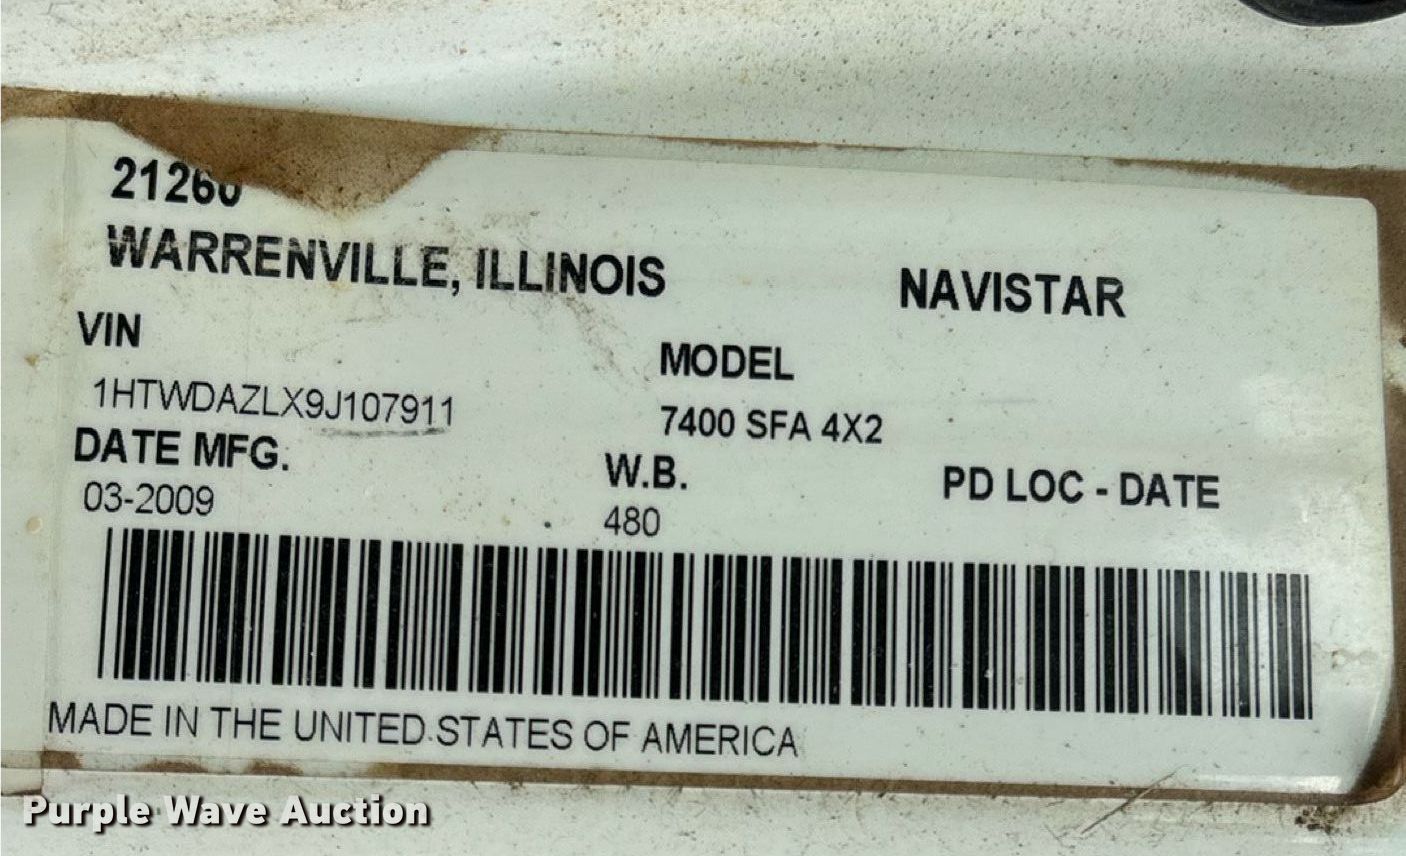 21260
WARRENVILLE, ILLINOIS
NAVISTAR
VIN
MODEL
1HTWDAZLX9J107911
7400 SFA 4X2
DATE MFG.
W.B.
PD LOC - DATE
03-2009
480
MADE IN THE UNITED STATES OF AMERICA
Purple Wave Auction